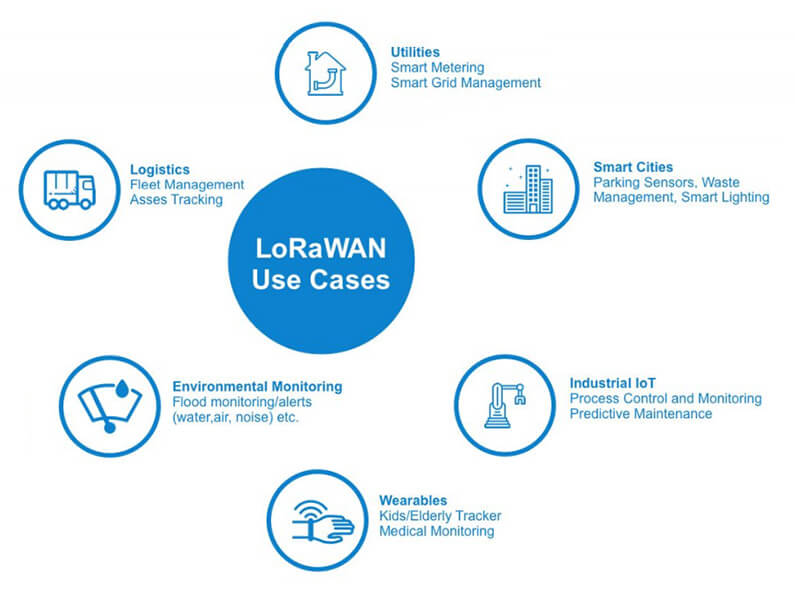 Utilities
Smart Metering
Smart Grid Management
Logistics
Fleet Management
Asses Tracking
Smart Cities
Parking Sensors, Waste
Management, Smart Lighting
LoRaWAN
Use Cases
Environmental Monitoring
Flood monitoring/alerts
(water,air, noise) etc.
Industrial IoT
Process Control and Monitoring
Predictive Maintenance
Wearables
Kids/Elderly Tracker
Medical Monitoring